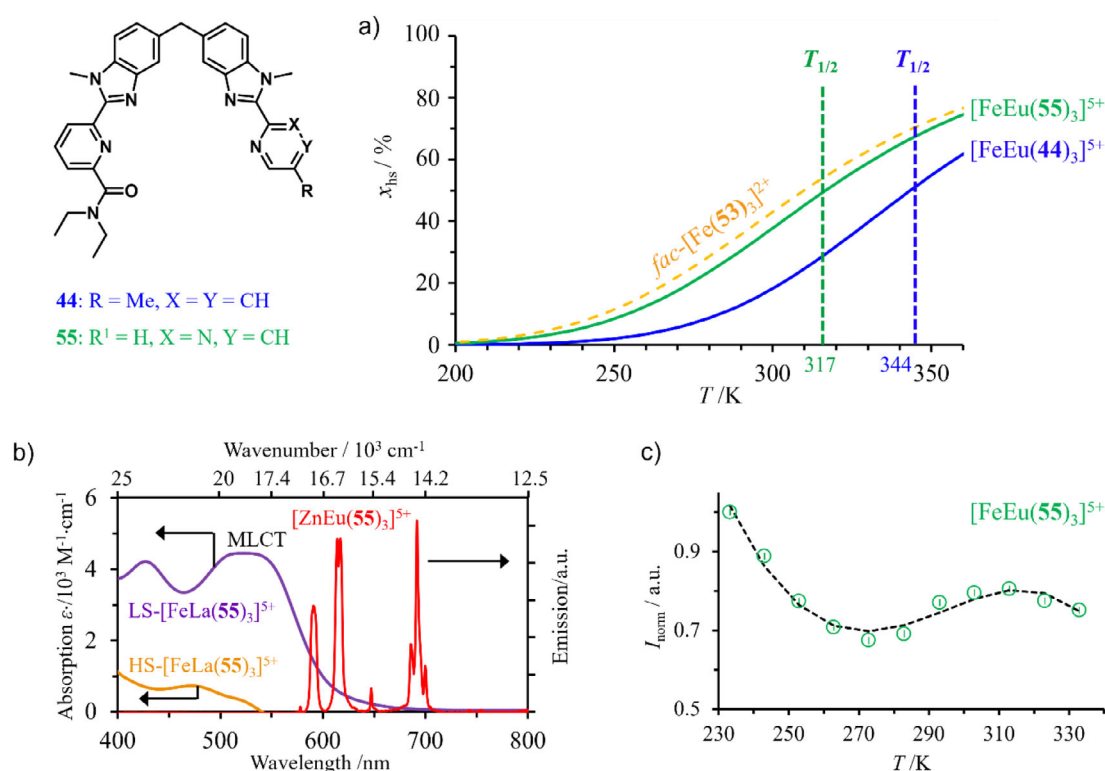 a)
N
N
N
N
N
X
Y
N
O
N
R
44: R = Me, X = Y = CH
55: R¹ = H, X = N, Y = CH
100
80
60
40
20
0
x_hs / %
T_1/2
T_1/2
[FeEu(55)₃]⁵⁺
[FeEu(44)₃]⁵⁺
fac-[Fe(53)₃]²⁺
200
250
300
317
344
350
T /K
b)
Wavenumber / 10³ cm⁻¹
25
20
17.4
16.7
15.4
14.2
12.5
6
4
2
0
Absorption ε·/10³ M⁻¹·cm⁻¹
[ZnEu(55)₃]⁵⁺
MLCT
LS-[FeLa(55)₃]⁵⁺
HS-[FeLa(55)₃]⁵⁺
Emission/a.u.
400
500
600
700
800
Wavelength /nm
c)
[FeEu(55)₃]⁵⁺
0.9
0.7
0.5
I_norm / a.u.
230
250
270
290
310
330
T /K